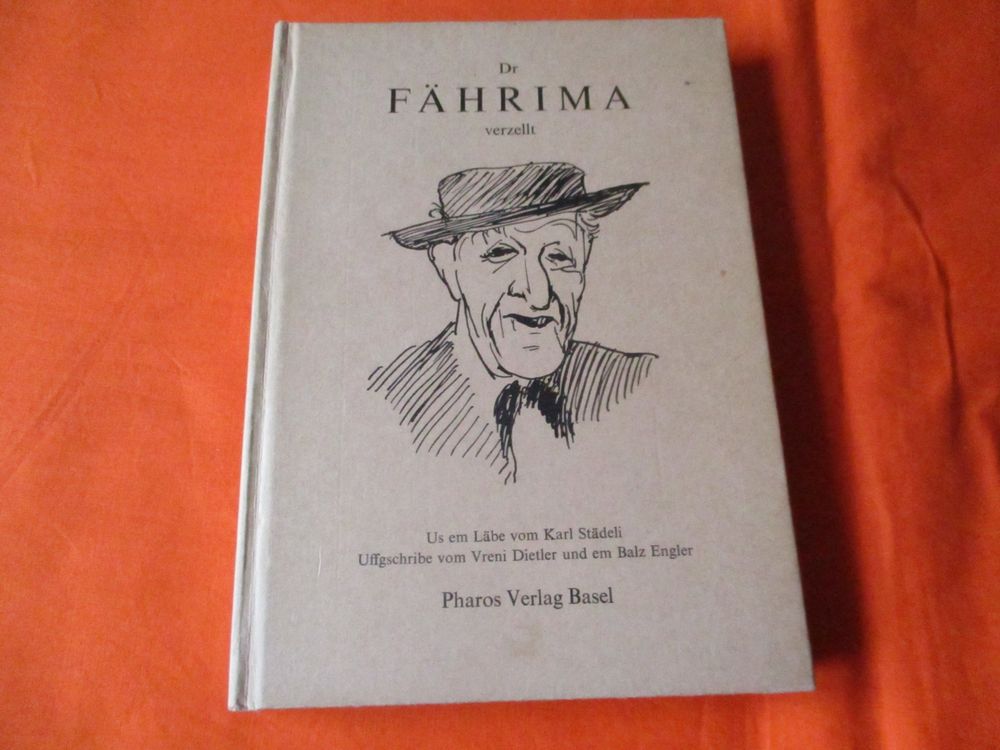 Dr
FÄHRIMA
verzellt
Us em Läbe vom Karl Städeli
Uffgschribe vom Vreni Dietler und em Balz Engler
Pharos Verlag Basel